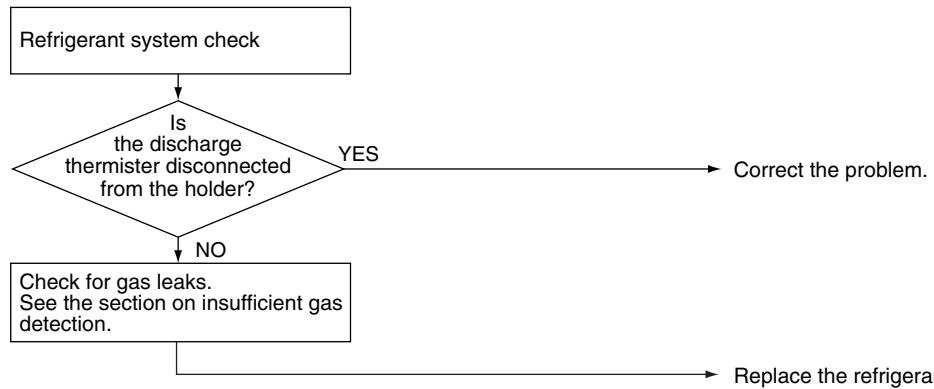 Refrigerant system check
Is
the discharge
thermister disconnected
from the holder?
YES
Correct the problem.
NO
Check for gas leaks.
See the section on insufficient gas
detection.
Replace the